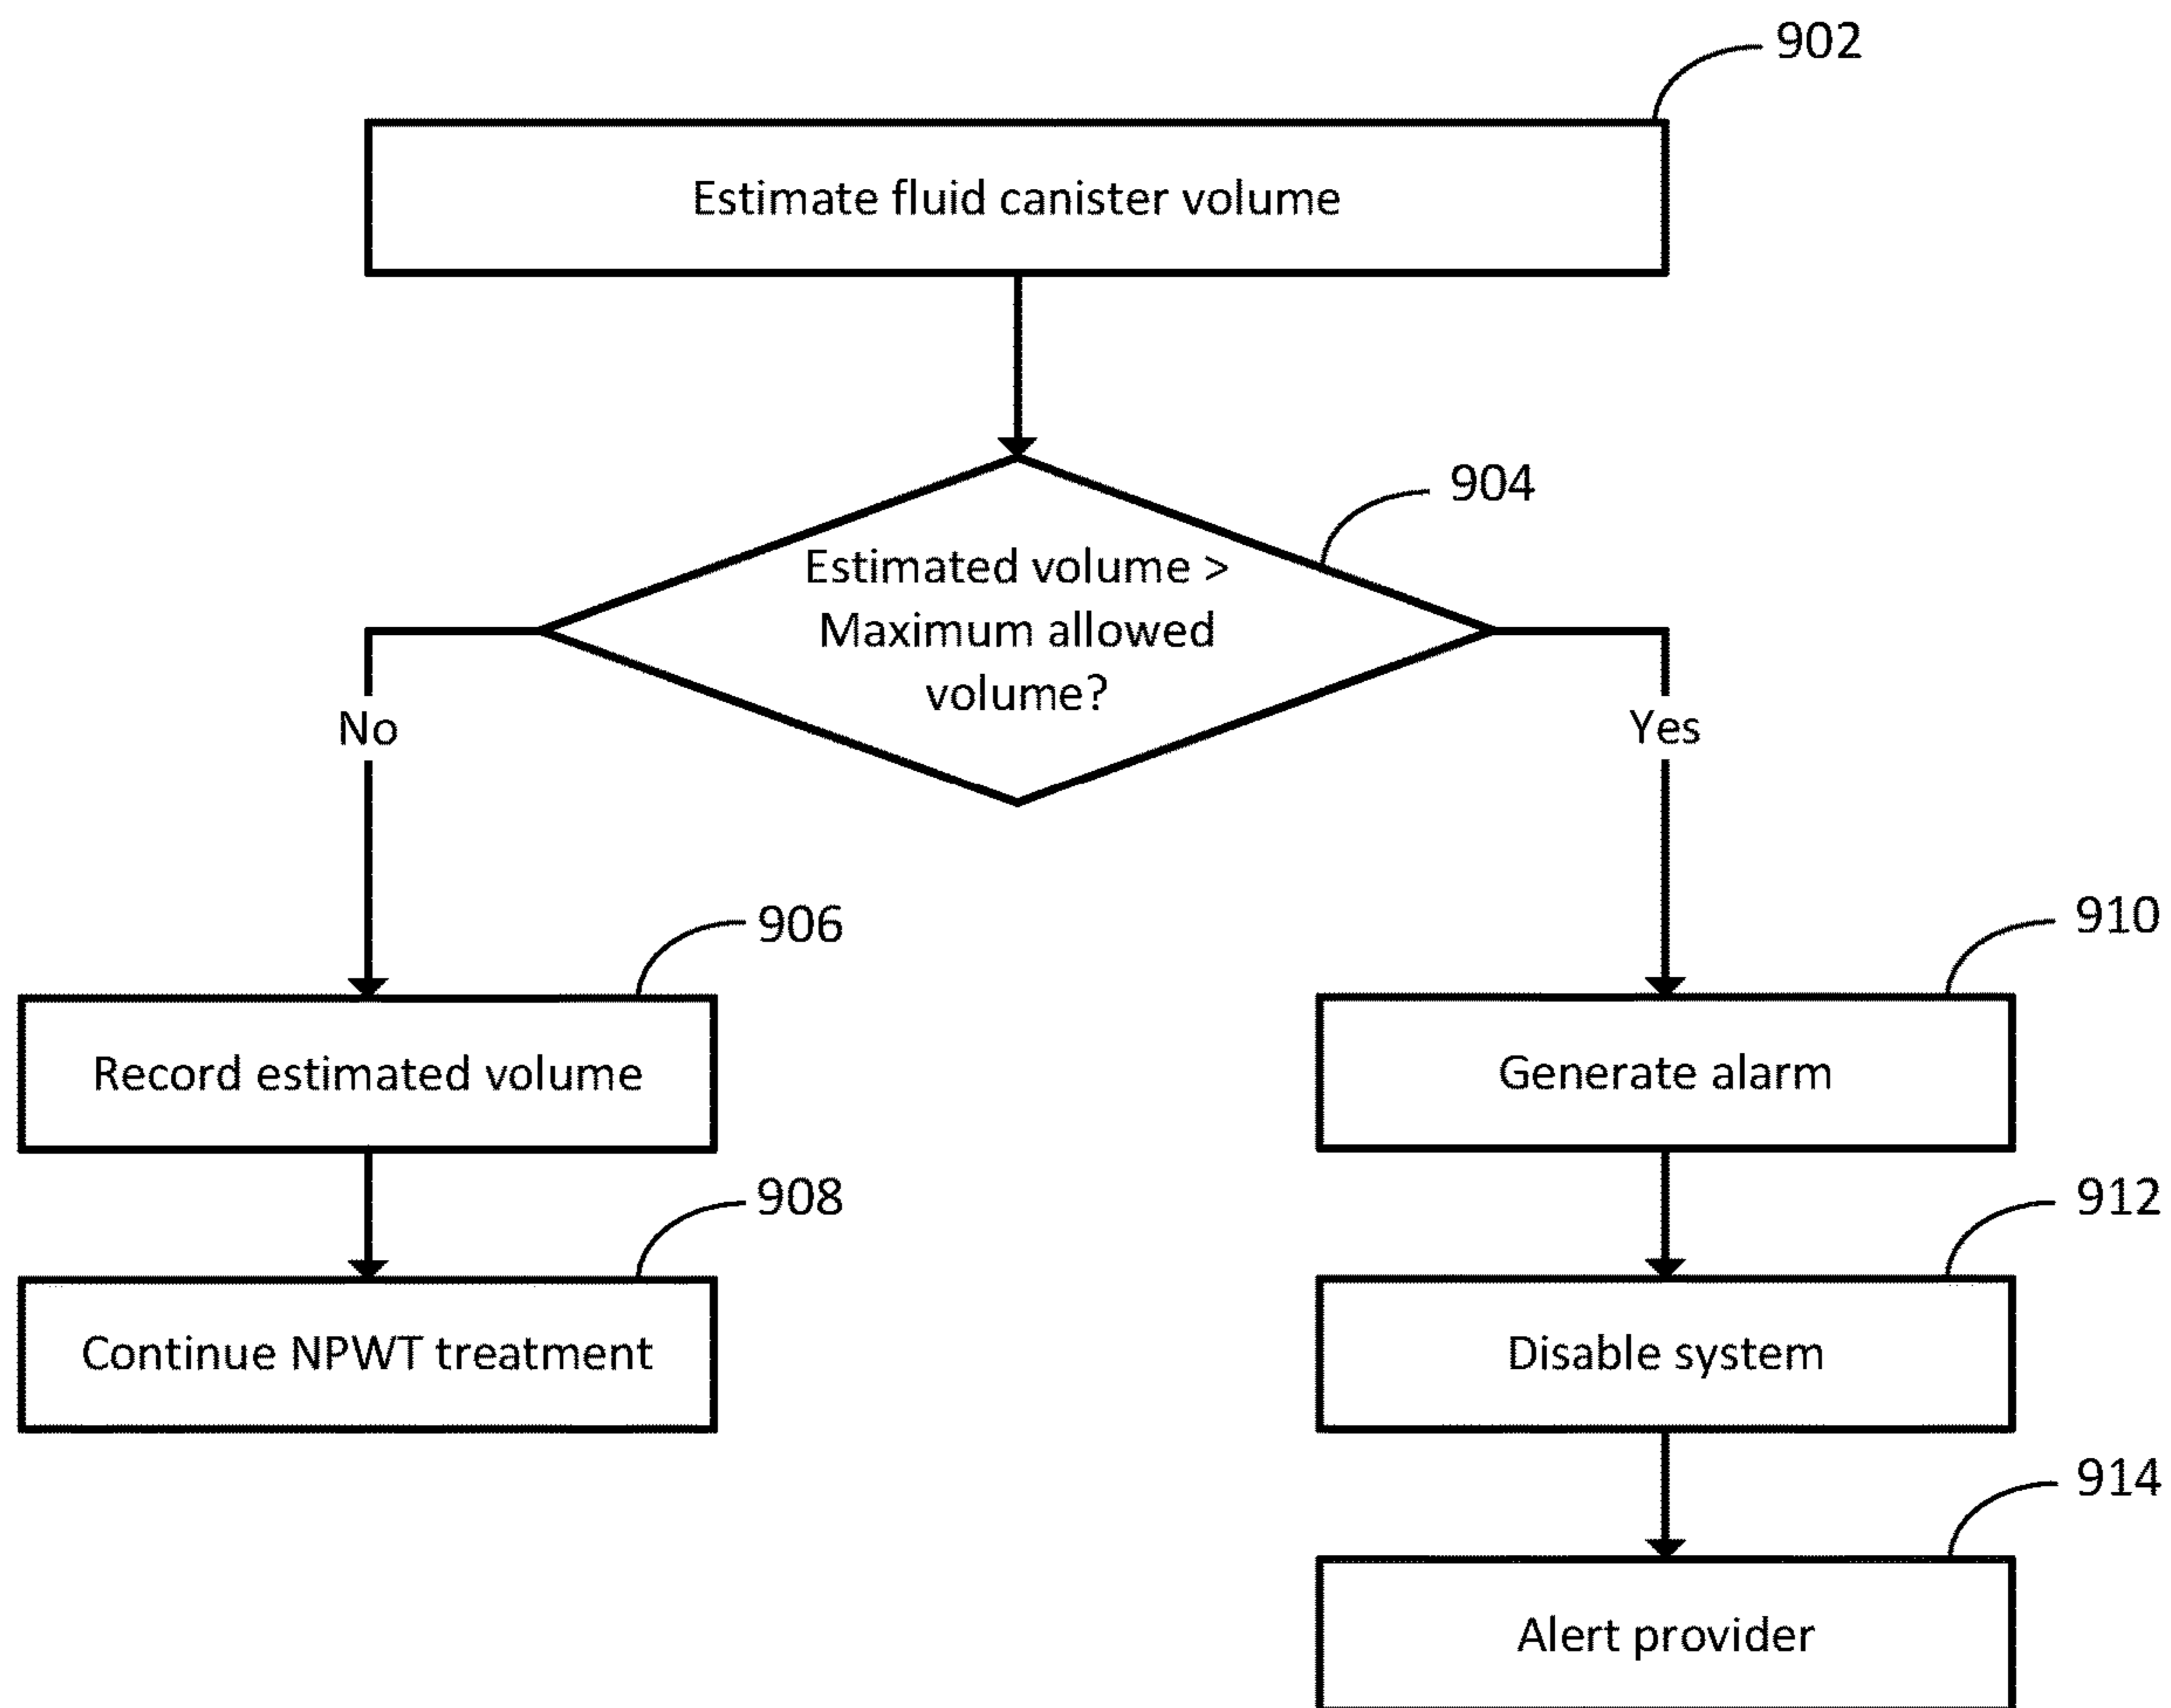 902
Estimate fluid canister volume
904
Estimated volume >
Maximum allowed
volume?
No
Yes
906
910
Record estimated volume
Generate alarm
908
912
Continue NPWT treatment
Disable system
914
Alert provider